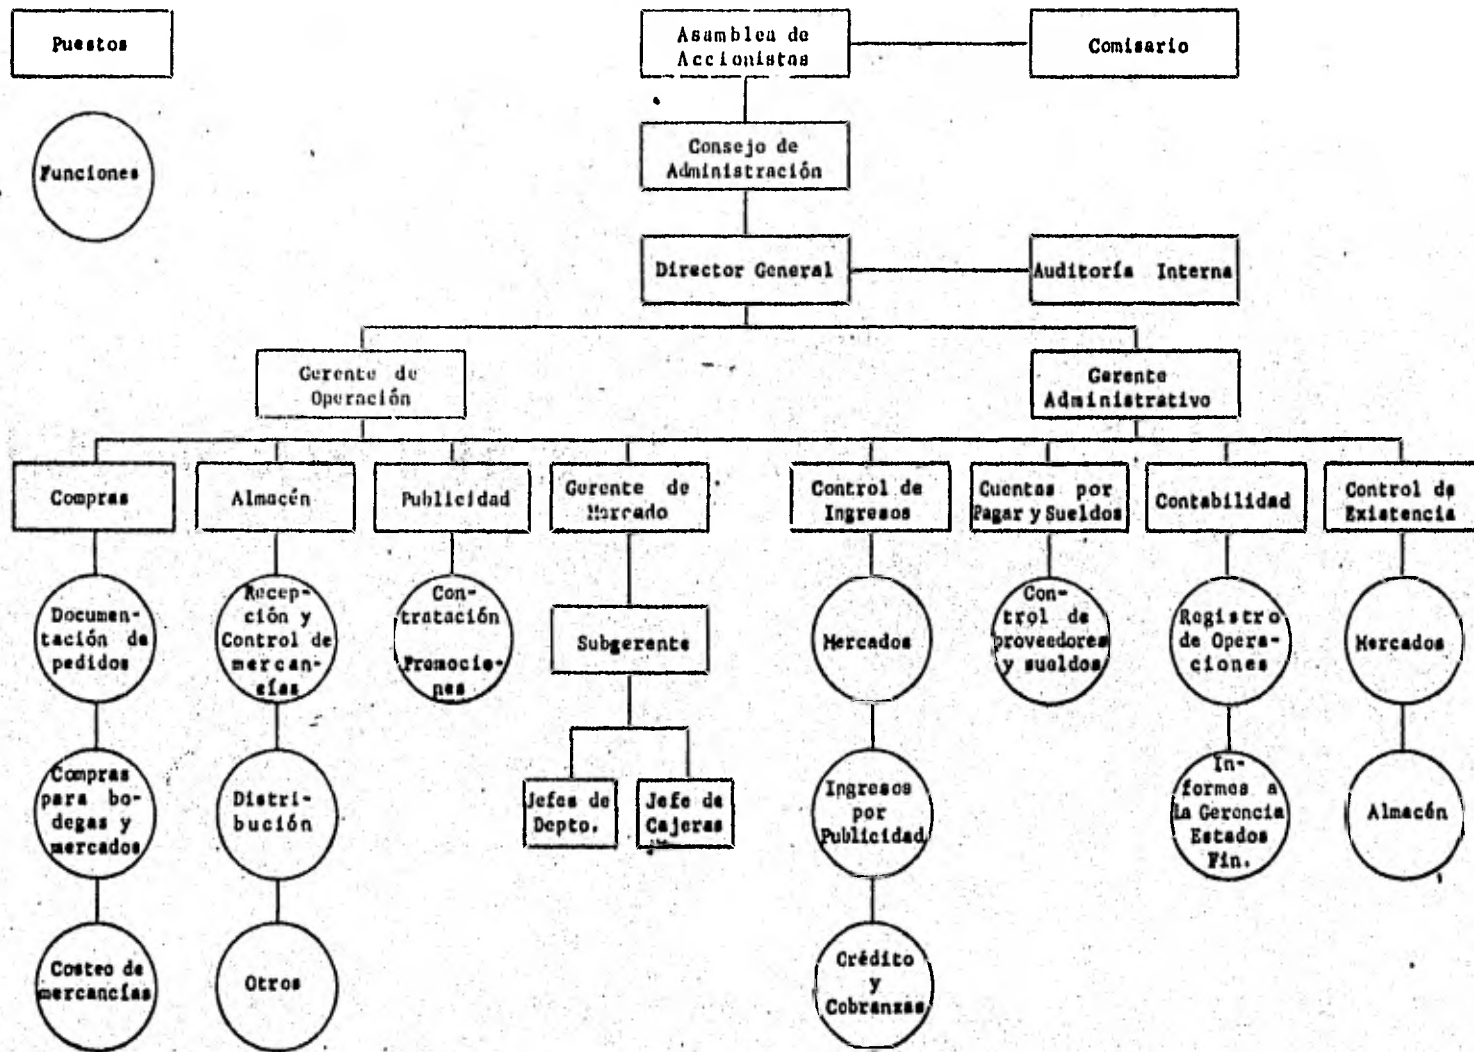 Puestos
Funciones
Asamblea de
Accionistas
Comisario
Consejo de
Administración
Director General
Auditoría Interna
Gerente de
Operación
Gerente
Administrativo
Compras
Almacén
Publicidad
Gerente de
Mercado
Control de
Ingresos
Cuentas por
Pagar y Sueldos
Contabilidad
Control de
Existencia
Documen-
tación de
pedidos
Recep-
ción y
Control de
mercan-
cías
Con-
tratación
Promocio-
nes
Subgerente
Mercados
Con-
trol de
proveedores
y sueldos
Registro
de Opera-
ciones
Mercados
Compras
para bo-
degas y
mercados
Distri-
bución
Jefes de
Depto.
Jefe de
Cajeras
Ingresos
por
Publicidad
In-
formes a
la Gerencia
Estados
Fin.
Almacén
Costeo de
mercancías
Otros
Crédito
y
Cobranzas